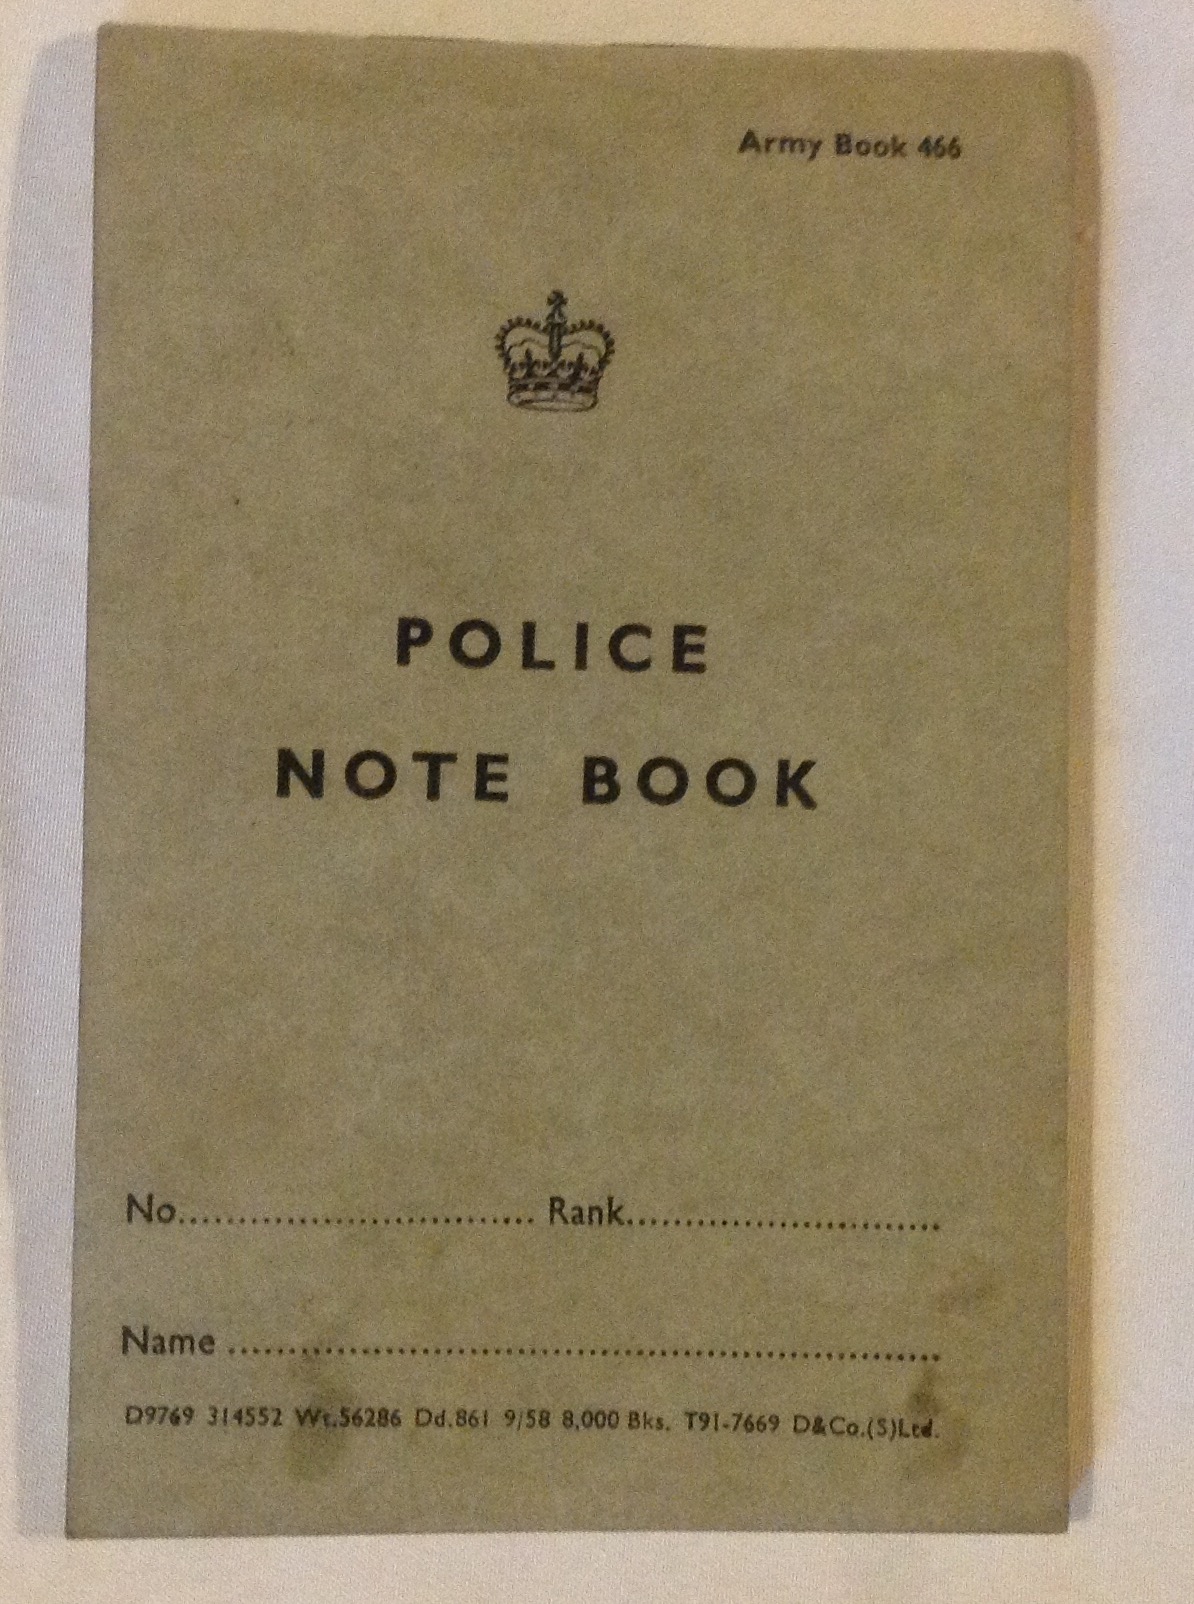 Army Book 466
POLICE
NOTE BOOK
No.............................. Rank..........................
Name ............................................................
D9769 314552 Wt.56286 Dd.861 9/58 8,000 Bks. T91-7669 D&Co.(S)Ltd.